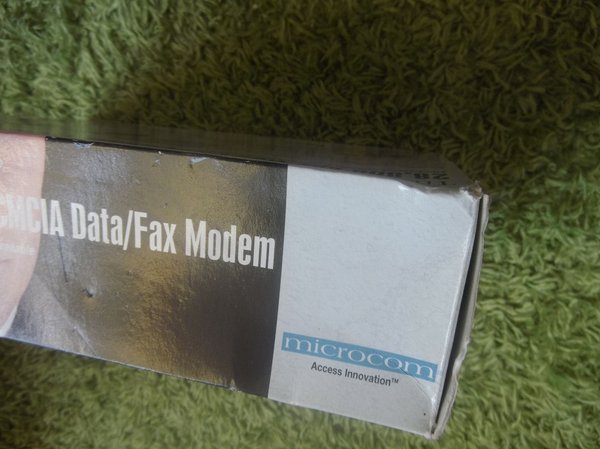 CMCIA Data/Fax Modem
microcom
Access Innovation™